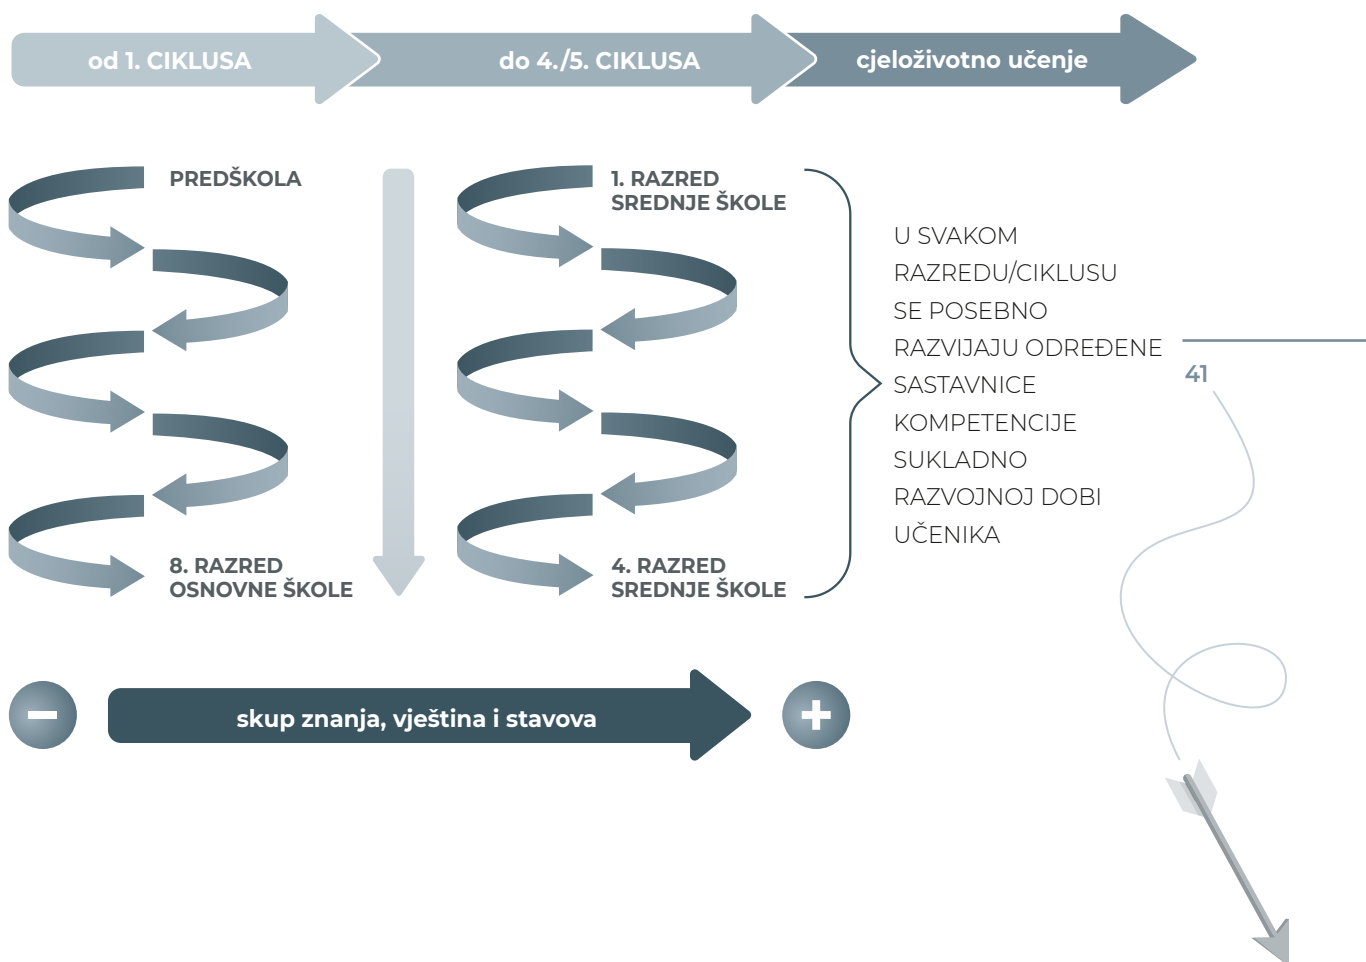 od 1. CIKLUSA
do 4./5. CIKLUSA
cjeloživotno učenje
PREDŠKOLA
8. RAZRED
OSNOVNE ŠKOLE
1. RAZRED
SREDNJE ŠKOLE
4. RAZRED
SREDNJE ŠKOLE
U SVAKOM
RAZREDU/CIKLUSU
SE POSEBNO
RAZVIJAJU ODREĐENE
SASTAVNICE
KOMPETENCIJE
SUKLADNO
RAZVOJNOJ DOBI
UČENIKA
41
skup znanja, vještina i stavova